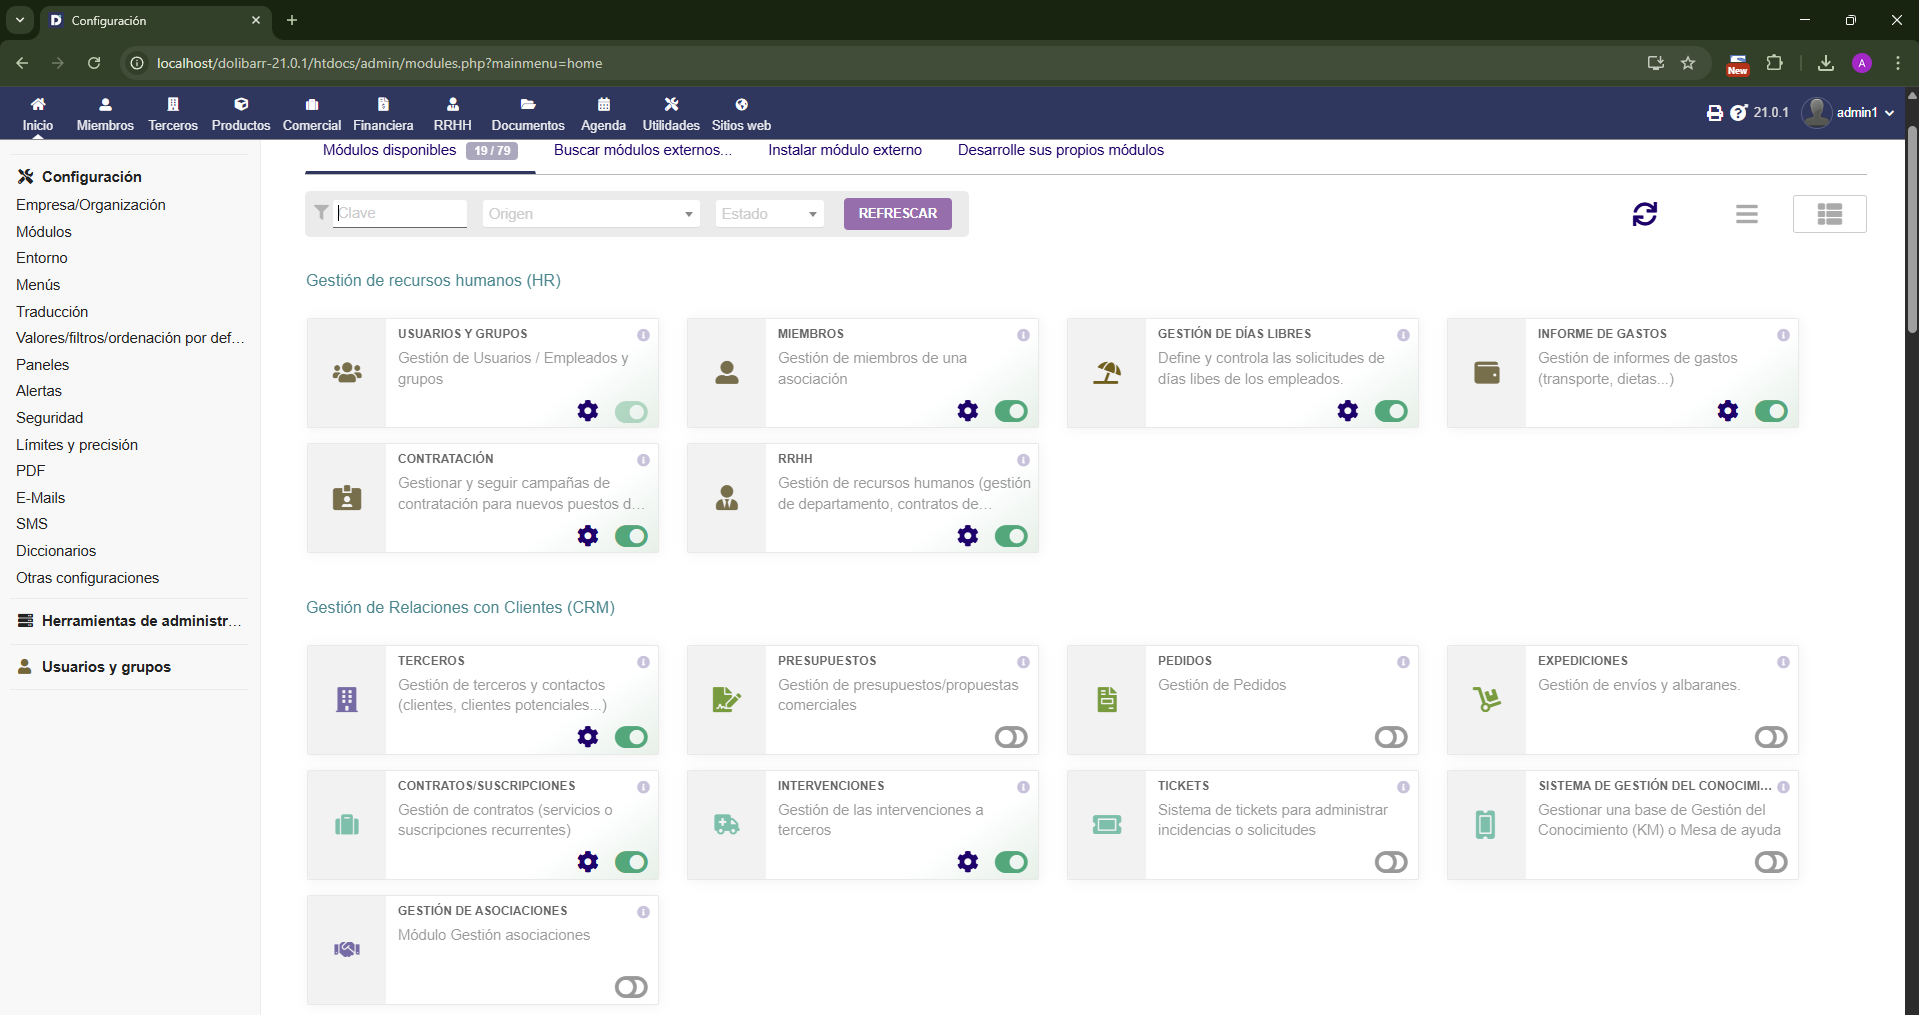 Configuración
localhost/dolibarr-21.0.1/htdocs/admin/modules.php?mainmenu=home
New
A
Inicio
Miembros
Terceros
Productos
Comercial
Financiera
RRHH
Documentos
Agenda
Utilidades
Sitios web
21.0.1
admin1
Configuración
Empresa/Organización
Módulos
Entorno
Menús
Traducción
Valores/filtros/ordenación por def...
Paneles
Alertas
Seguridad
Límites y precisión
PDF
E-Mails
SMS
Diccionarios
Otras configuraciones
Herramientas de administr...
Usuarios y grupos
Módulos disponibles 19 / 79
Buscar módulos externos...
Instalar módulo externo
Desarrolle sus propios módulos
Clave
Origen
Estado
REFRESCAR
Gestión de recursos humanos (HR)
USUARIOS Y GRUPOS
Gestión de Usuarios / Empleados y
grupos
MIEMBROS
Gestión de miembros de una
asociación
GESTIÓN DE DÍAS LIBRES
Define y controla las solicitudes de
días libes de los empleados.
INFORME DE GASTOS
Gestión de informes de gastos
(transporte, dietas...)
CONTRATACIÓN
Gestionar y seguir campañas de
contratación para nuevos puestos d...
RRHH
Gestión de recursos humanos (gestión
de departamento, contratos de...
Gestión de Relaciones con Clientes (CRM)
TERCEROS
Gestión de terceros y contactos
(clientes, clientes potenciales...)
PRESUPUESTOS
Gestión de presupuestos/propuestas
comerciales
PEDIDOS
Gestión de Pedidos
EXPEDICIONES
Gestión de envíos y albaranes.
CONTRATOS/SUSCRIPCIONES
Gestión de contratos (servicios o
suscripciones recurrentes)
INTERVENCIONES
Gestión de las intervenciones a
terceros
TICKETS
Sistema de tickets para administrar
incidencias o solicitudes
SISTEMA DE GESTIÓN DEL CONOCIMI...
Gestionar una base de Gestión del
Conocimiento (KM) o Mesa de ayuda
GESTIÓN DE ASOCIACIONES
Módulo Gestión asociaciones